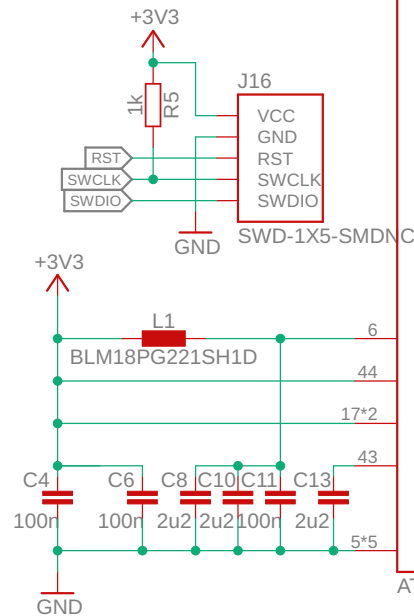 +3V3
J16
1k
R5
VCC
GND
RST
RST
SWCLK
SWCLK
SWDIO
SWDIO
GND
SWD-1X5-SMDNC
+3V3
L1
6
BLM18PG221SH1D
44
17*2
43
C4
C6
C8
C10
C11
C13
100n
100n
2u2
2u2
100n
2u2
5*5
GND
AT